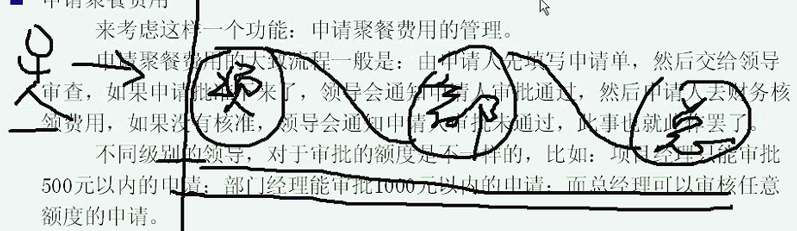 申请聚餐费用
来考虑这样一个功能：申请聚餐费用的管理。
申请聚餐费用的大致流程一般是：由申请人先填写申请单，然后交给领导
审查，如果申请批准下来了，领导会通知申请人审批通过，然后申请人去财务核
领费用，如果没有核准，领导会通知申请人审批未通过，此事也就此作罢了。
不同级别的领导，对于审批的额度是不一样的，比如：项目经理只能审批
500元以内的申请；部门经理能审批1000元以内的申请；而总经理可以审核任意
额度的申请。
项
部
总